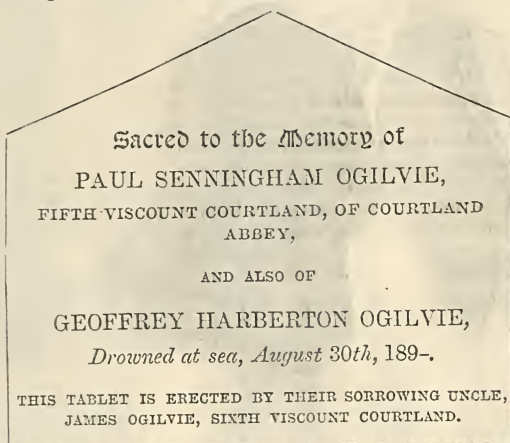 Sacred to the Memory of
PAUL SENNINGHAM OGILVIE,
FIFTH VISCOUNT COURTLAND, OF COURTLAND
ABBEY,
AND ALSO OF
GEOFFREY HARBERTON OGILVIE,
Drowned at sea, August 30th, 189-.
THIS TABLET IS ERECTED BY THEIR SORROWING UNCLE,
JAMES OGILVIE, SIXTH VISCOUNT COURTLAND.